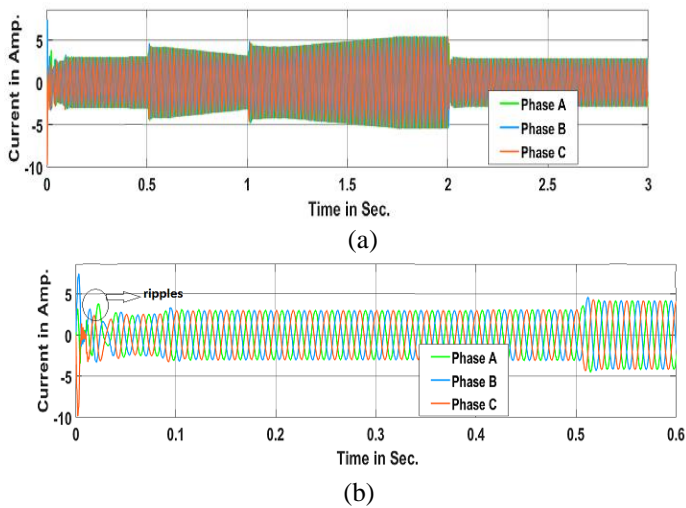 Current in Amp.
5
0
-5
-10
Phase A
Phase B
Phase C
0
0.5
1
1.5
2
2.5
3
Time in Sec.
(a)
Current in Amp.
5
0
-5
-10
ripples
Phase A
Phase B
Phase C
0
0.1
0.2
0.3
0.4
0.5
0.6
Time in Sec.
(b)